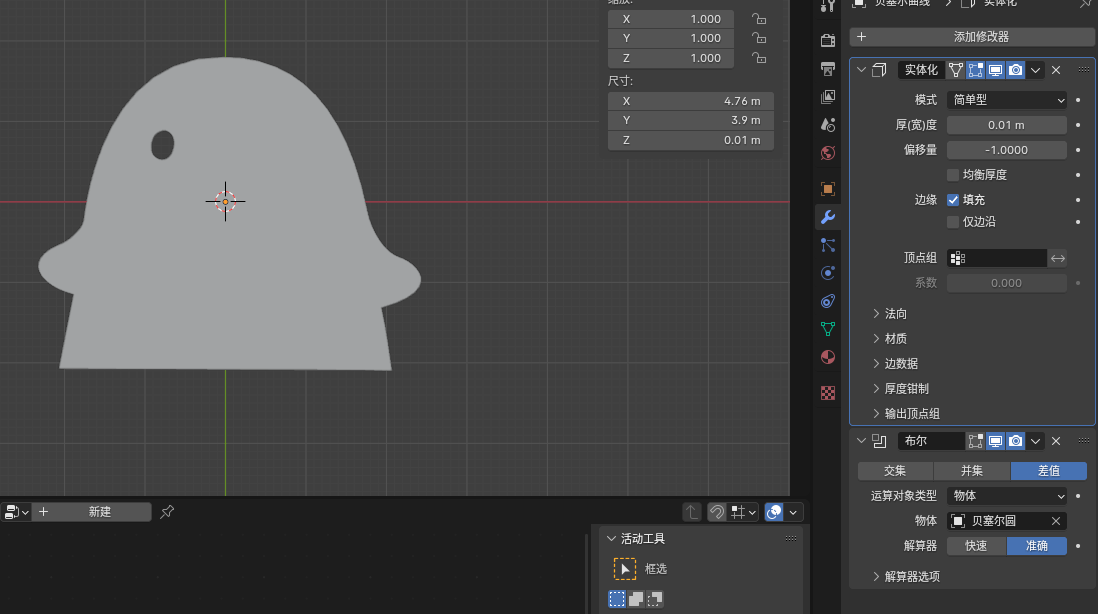 缩放:
X 1.000
Y 1.000
Z 1.000
尺寸:
X 4.76 m
Y 3.9 m
Z 0.01 m
新建
活动工具
框选
贝塞尔曲线 实体化
添加修改器
实体化
模式 简单型
厚(宽)度 0.01 m
偏移量 -1.0000
均衡厚度
边缘 填充
仅边沿
顶点组
系数 0.000
法向
材质
边数据
厚度钳制
输出顶点组
布尔
交集 并集 差值
运算对象类型 物体
物体 贝塞尔圆
解算器 快速 准确
解算器选项